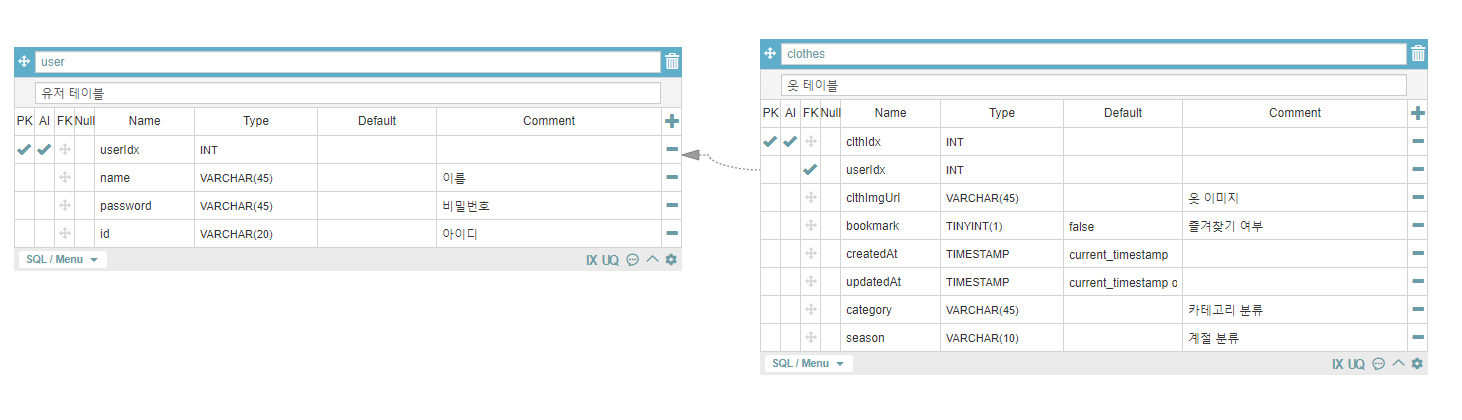 user
유저 테이블
PK AI FK Null Name Type Default Comment
userIdx INT
name VARCHAR(45) 이름
password VARCHAR(45) 비밀번호
id VARCHAR(20) 아이디
SQL / Menu IX UQ
clothes
옷 테이블
PK AI FK Null Name Type Default Comment
clthIdx INT
userIdx INT
clthImgUrl VARCHAR(45) 옷 이미지
bookmark TINYINT(1) false 즐겨찾기 여부
createdAt TIMESTAMP current_timestamp
updatedAt TIMESTAMP current_timestamp o
category VARCHAR(45) 카테고리 분류
season VARCHAR(10) 계절 분류
SQL / Menu IX UQ